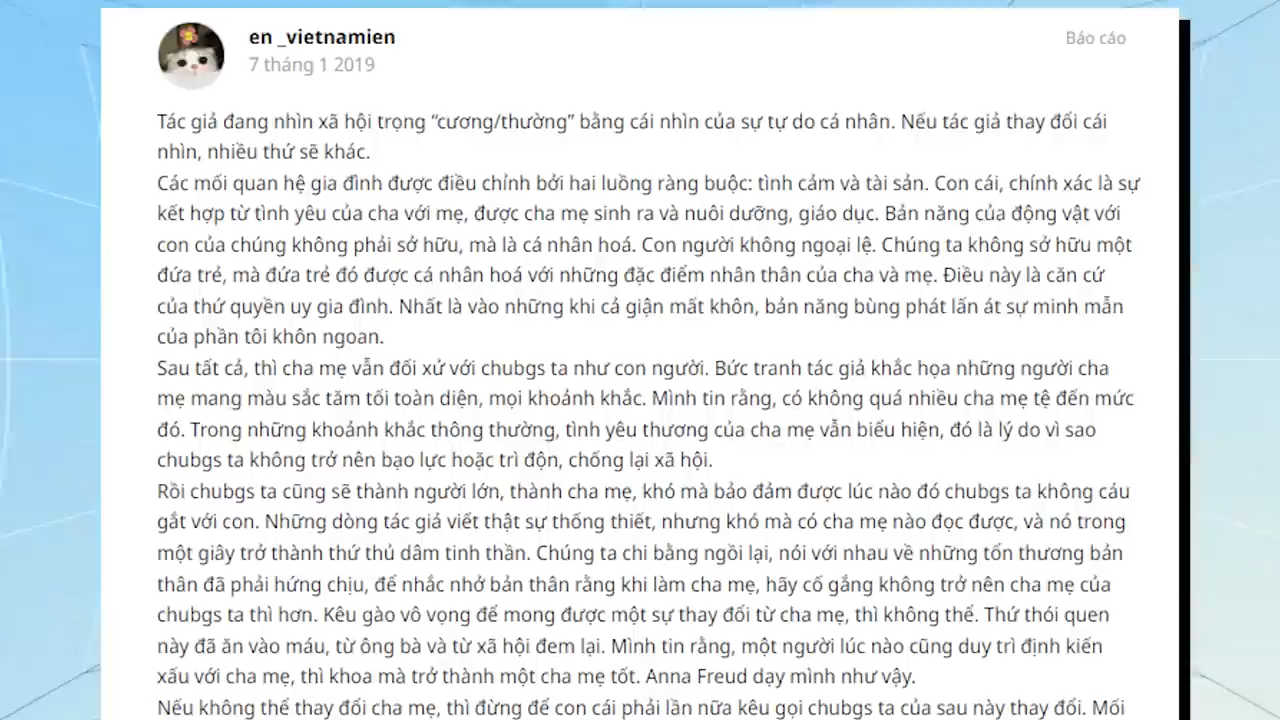 en _vietnamien
Báo cáo
7 tháng 1 2019
Tác giả đang nhìn xã hội trọng “cương/thường” bằng cái nhìn của sự tự do cá nhân. Nếu tác giả thay đổi cái
nhìn, nhiều thứ sẽ khác.
Các mối quan hệ gia đình được điều chỉnh bởi hai luồng ràng buộc: tình cảm và tài sản. Con cái, chính xác là sự
kết hợp từ tình yêu của cha với mẹ, được cha mẹ sinh ra và nuôi dưỡng, giáo dục. Bản năng của động vật với
con của chúng không phải sở hữu, mà là cá nhân hoá. Con người không ngoại lệ. Chúng ta không sở hữu một
đứa trẻ, mà đứa trẻ đó được cá nhân hoá với những đặc điểm nhân thân của cha và mẹ. Điều này là căn cứ
của thứ quyền uy gia đình. Nhất là vào những khi cả giận mất khôn, bản năng bùng phát lấn át sự minh mẫn
của phần tôi khôn ngoan.
Sau tất cả, thì cha mẹ vẫn đối xử với chubgs ta như con người. Bức tranh tác giả khắc họa những người cha
mẹ mang màu sắc tăm tối toàn diện, mọi khoảnh khắc. Mình tin rằng, có không quá nhiều cha mẹ tệ đến mức
đó. Trong những khoảnh khắc thông thường, tình yêu thương của cha mẹ vẫn biểu hiện, đó là lý do vì sao
chubgs ta không trở nên bạo lực hoặc trì độn, chống lại xã hội.
Rồi chubgs ta cũng sẽ thành người lớn, thành cha mẹ, khó mà bảo đảm được lúc nào đó chubgs ta không cáu
gắt với con. Những dòng tác giả viết thật sự thống thiết, nhưng khó mà có cha mẹ nào đọc được, và nó trong
một giây trở thành thứ thủ dâm tinh thần. Chúng ta chi bằng ngồi lại, nói với nhau về những tổn thương bản
thân đã phải hứng chịu, để nhắc nhở bản thân rằng khi làm cha mẹ, hãy cố gắng không trở nên cha mẹ của
chubgs ta thì hơn. Kêu gào vô vọng để mong được một sự thay đổi từ cha mẹ, thì không thể. Thứ thói quen
này đã ăn vào máu, từ ông bà và từ xã hội đem lại. Mình tin rằng, một người lúc nào cũng duy trì định kiến
xấu với cha mẹ, thì khoa mà trở thành một cha mẹ tốt. Anna Freud dạy mình như vậy.
Nếu không thể thay đổi cha mẹ, thì đừng để con cái phải lần nữa kêu gọi chubgs ta của sau này thay đổi. Mối